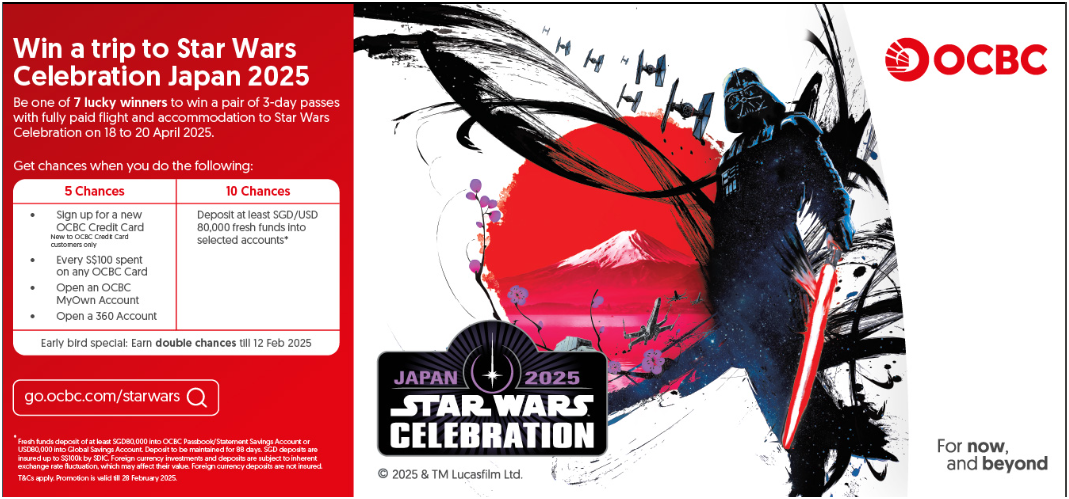 Win a trip to Star Wars
Celebration Japan 2025
Be one of 7 lucky winners to win a pair of 3-day passes
with fully paid flight and accommodation to Star Wars
Celebration on 18 to 20 April 2025.
Get chances when you do the following:
5 Chances
• Sign up for a new
OCBC Credit Card
New to OCBC Credit Card
customers only
• Every S$100 spent
on any OCBC Card
• Open an OCBC
MyOwn Account
• Open a 360 Account
10 Chances
Deposit at least SGD/USD
80,000 fresh funds into
selected accounts*
Early bird special: Earn double chances till 12 Feb 2025
go.ocbc.com/starwars
* Fresh funds deposit of at least SGD80,000 into OCBC Passbook/Statement Savings Account or
USD80,000 into Global Savings Account. Deposit to be maintained for 88 days. SGD deposits are
insured up to S$100k by SDIC. Foreign currency investments and deposits are subject to inherent
exchange rate fluctuation, which may affect their value. Foreign currency deposits are not insured.
T&Cs apply. Promotion is valid till 28 February 2025.
JAPAN 2025
STAR WARS
CELEBRATION
© 2025 & TM Lucasfilm Ltd.
OCBC
For now,
and beyond